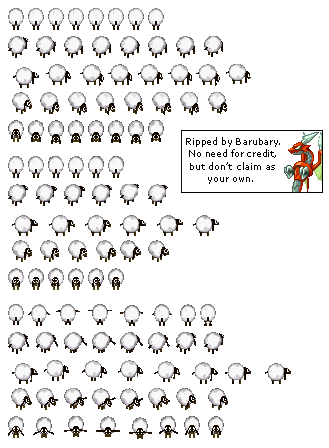 Ripped by Barubary.
No need for credit,
but don't claim as
your own.